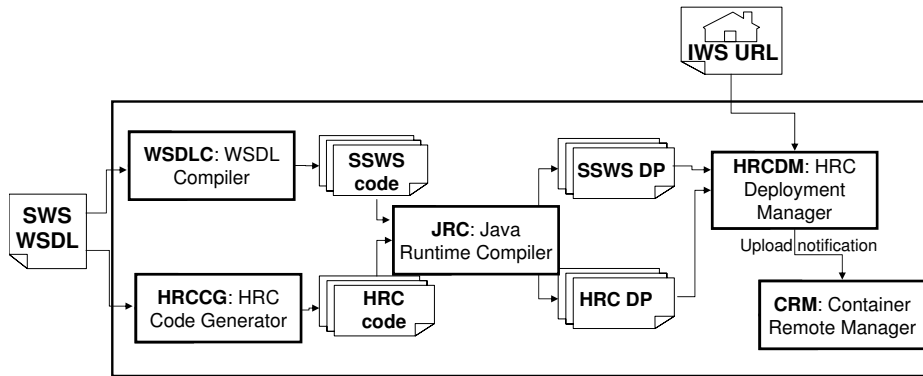 IWS URL
WSDLC: WSDL
Compiler
SSWS
code
SSWS DP
HRCDM: HRC
Deployment
Manager
SWS
WSDL
JRC: Java
Runtime Compiler
Upload notification
HRCCG: HRC
Code Generator
HRC
code
HRC DP
CRM: Container
Remote Manager